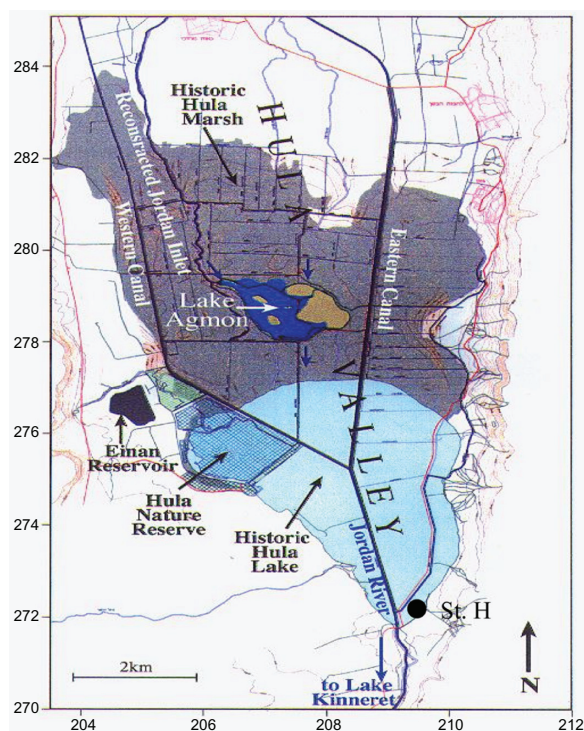 284
282
280
278
276
274
272
270
204
206
208
210
212
Historic
Hula
Marsh
HULA
VALLEY
Reconsracted Jordan Inlet
Western Canal
Eastern Canal
Lake
Agmon
Einan
Reservoir
Hula
Nature
Reserve
Historic
Hula
Lake
Jordan River
St. H
2km
to Lake
Kinneret
N